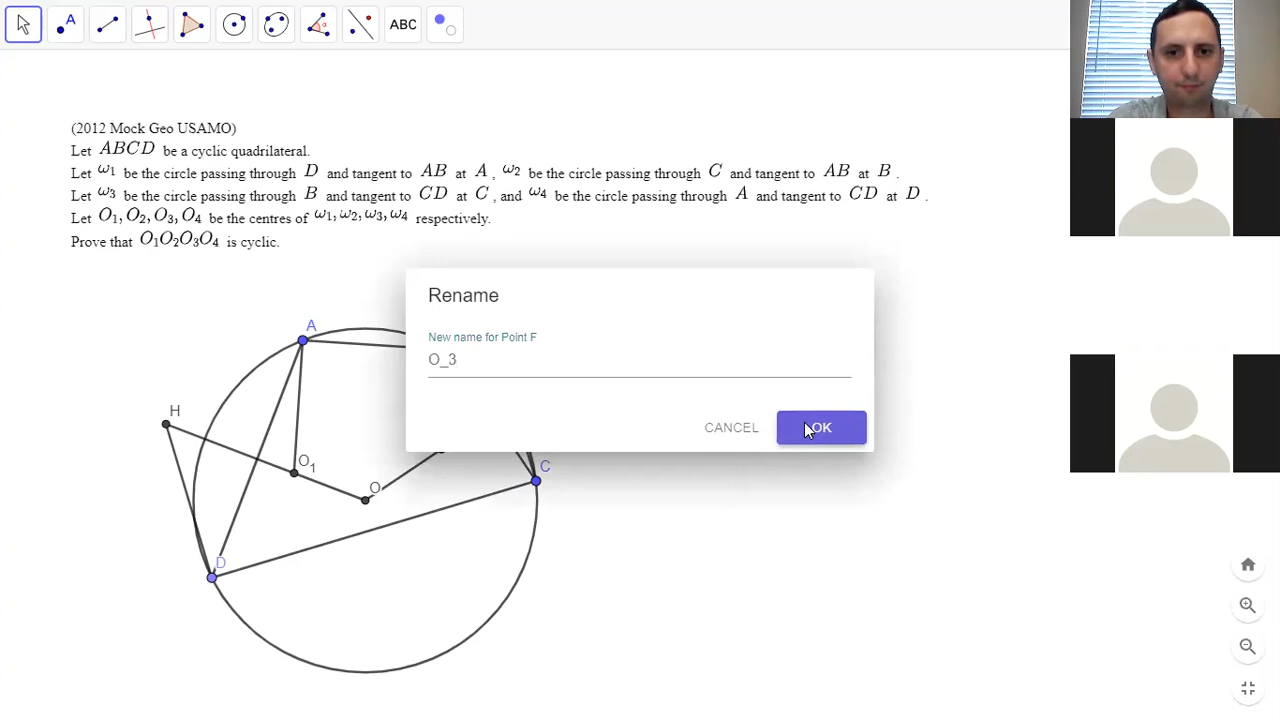 A
ABC
(2012 Mock Geo USAMO)
Let ABCD be a cyclic quadrilateral.
Let ω₁ be the circle passing through D and tangent to AB at A , ω₂ be the circle passing through C and tangent to AB at B .
Let ω₃ be the circle passing through B and tangent to CD at C , and ω₄ be the circle passing through A and tangent to CD at D .
Let O₁, O₂, O₃, O₄ be the centres of ω₁, ω₂, ω₃, ω₄ respectively.
Prove that O₁O₂O₃O₄ is cyclic.
Rename
New name for Point F
O_3
CANCEL
OK
A
H
O₁
O
C
D